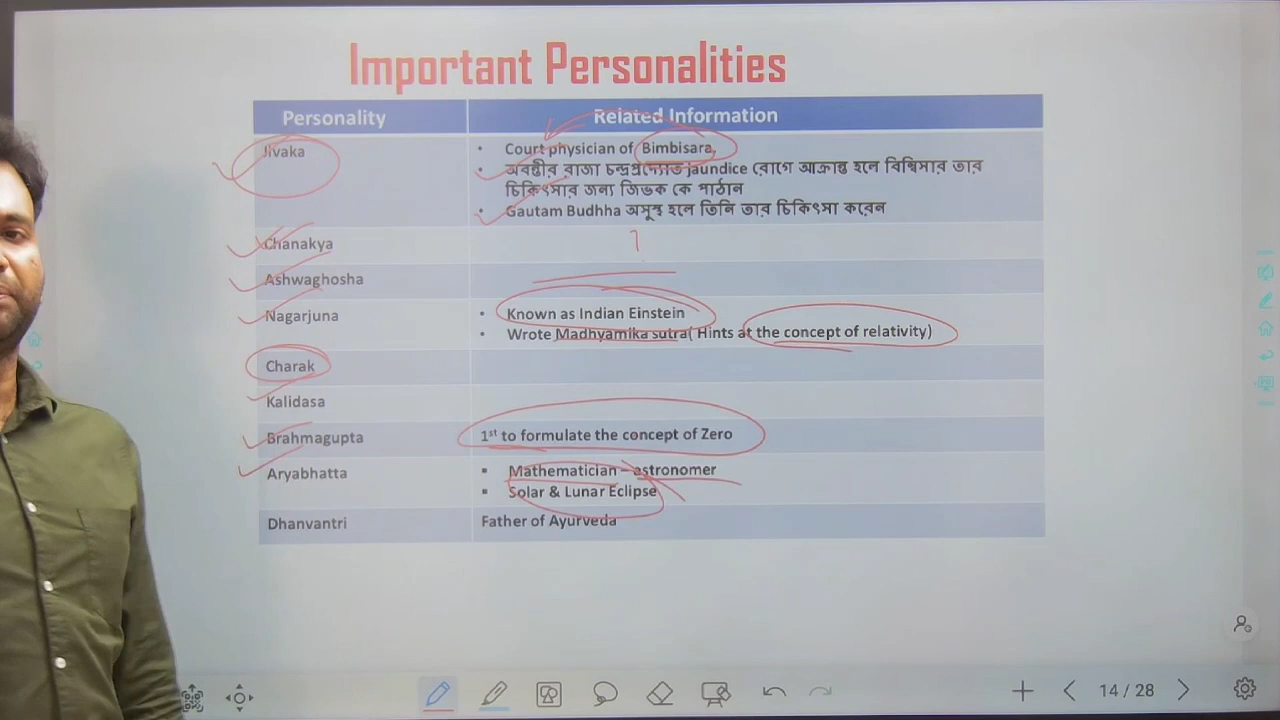 Important Personalities
Personality
Related Information
Jivaka
Court physician of Bimbisara,
অবন্তীর রাজা চন্দ্রপ্রদ্যোত jaundice রোগে আক্রান্ত হলে বিম্বিসার তার
চিকিৎসার জন্য জিভক কে পাঠান
Gautam Budhha অসুস্থ হলে তিনি তার চিকিৎসা করেন
Chanakya
Ashwaghosha
Nagarjuna
Known as Indian Einstein
Wrote Madhyamika sutra( Hints at the concept of relativity)
Charak
Kalidasa
Brahmagupta
1st to formulate the concept of Zero
Aryabhatta
Mathematician – astronomer
Solar & Lunar Eclipse
Dhanvantri
Father of Ayurveda
14 / 28